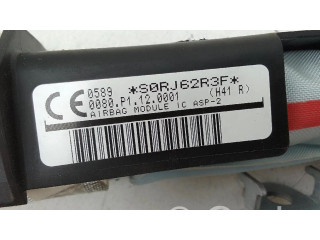 CE 0589 *S0RJ62R3F*
0080.P1.12.0001 (H41 R)
AIRBAG MODULE IC ASP-2